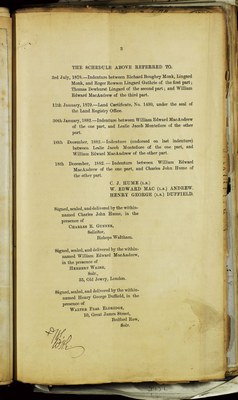 2
THE SCHEDULE ABOVE REFERRED TO.
3rd July, 1878.—Indenture between Richard Boughey Monk, Lingard
Monk, and Roger Rowson Lingard Guthrie of the first part;
Thomas Dewhurst Lingard of the second part; and William
Edward MacAndrew of the third part.
15th January, 1879.—Land Certificate, No. 1499, under the seal of
the Land Registry Office.
30th January, 1882.—Indenture between William Edward MacAndrew
of the one part, and Leslie Jacob Montefiore of the other
part.
18th December, 1882.—Indenture (endorsed on last indenture)
between Leslie Jacob Montefiore of the one part, and
William Edward MacAndrew of the other part.
19th December, 1882.—Indenture between William Edward
MacAndrew of the one part, and Charles John Hume of
the other part.
C. J. HUME (L.S.)
W. EDWARD MAC (L.S.) ANDREW.
HENRY GEORGE (L.S.) DUFFIELD.
Signed, sealed, and delivered by the within-
named Charles John Hume, in the
presence of
CHARLES R. GUNNER,
Solicitor,
Bishops Waltham.
Signed, sealed, and delivered by the within-
named William Edward MacAndrew,
in the presence of
HERBERT WASTE,
Solr.,
33, Old Jewry, London.
Signed, sealed, and delivered by the within-
named Henry George Duffield, in the
presence of
WALTER FRED. ELDRIDGE,
25, Great James Street,
Bedford Row,
Solr.